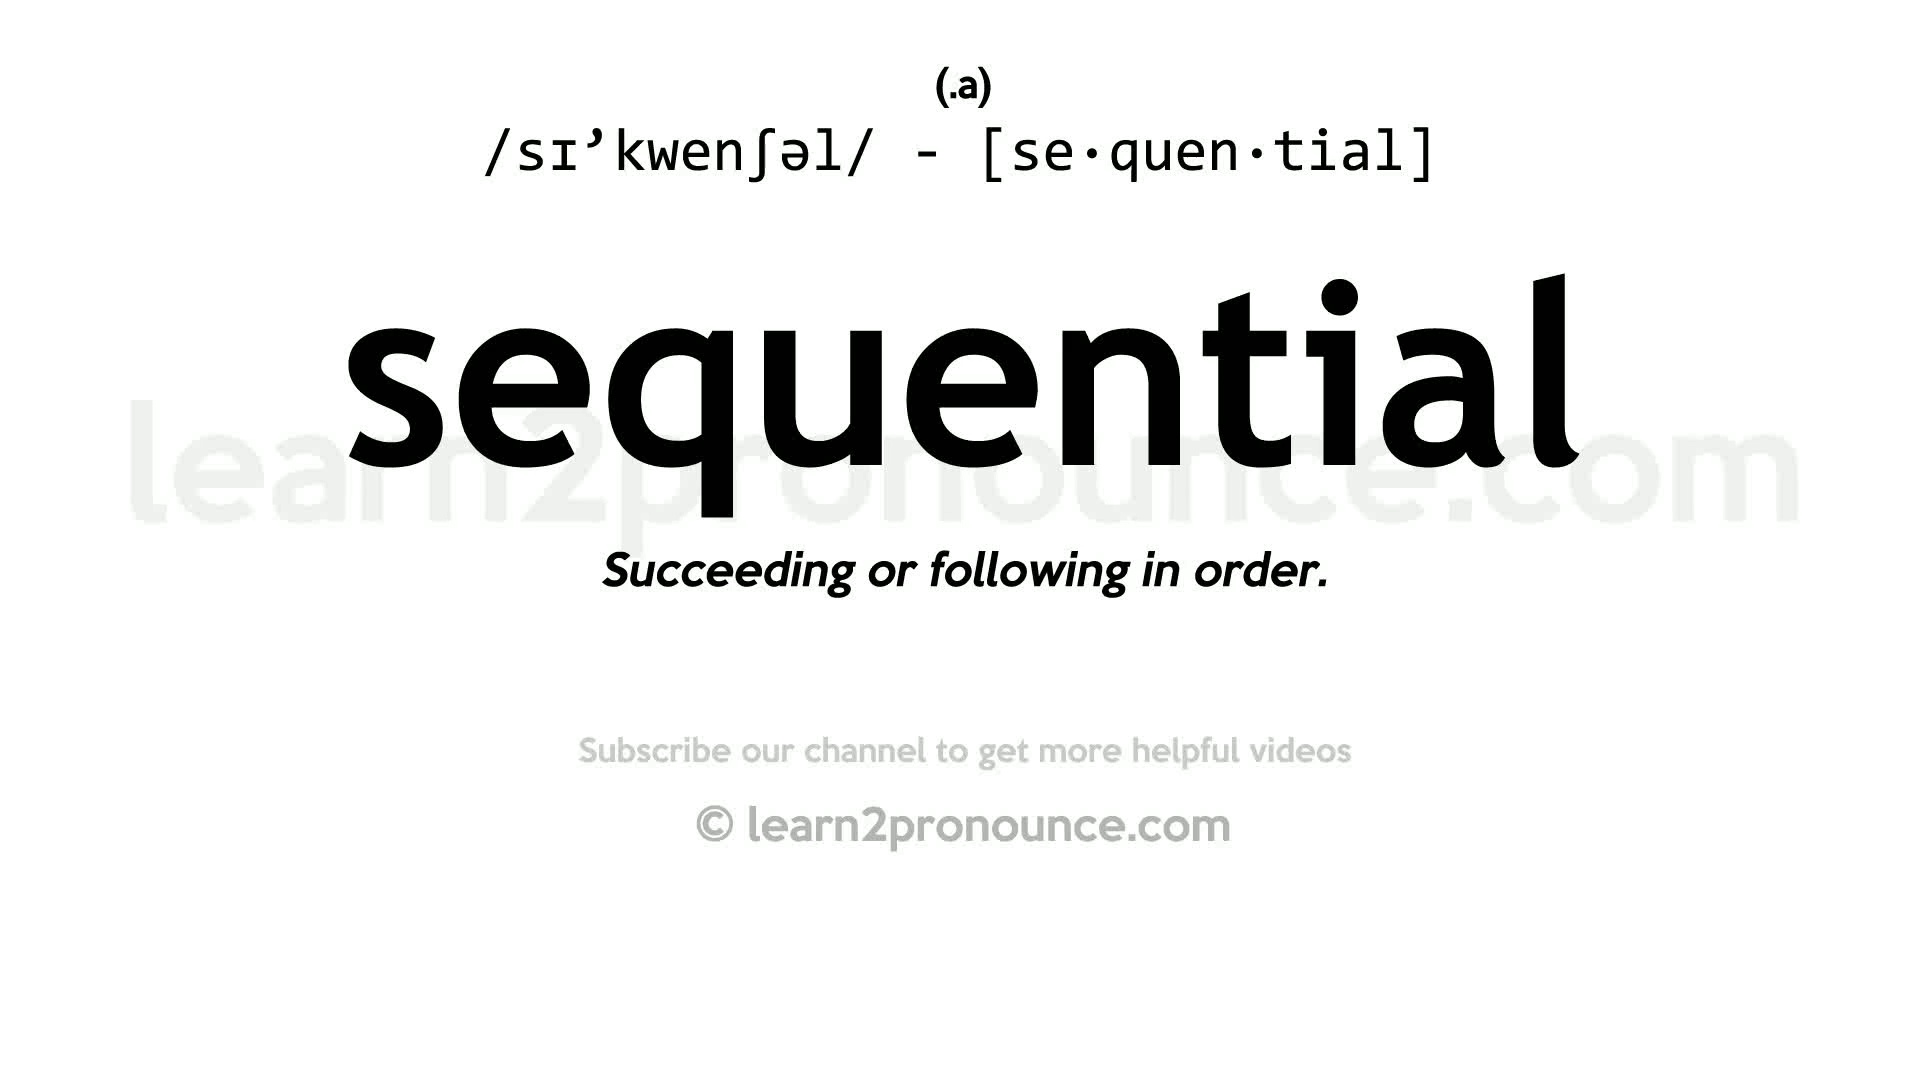 (.a)
/sɪ’kwenʃəl/ - [se·quen·tial]
sequential
learn2pronounce.com
Succeeding or following in order.
Subscribe our channel to get more helpful videos
© learn2pronounce.com